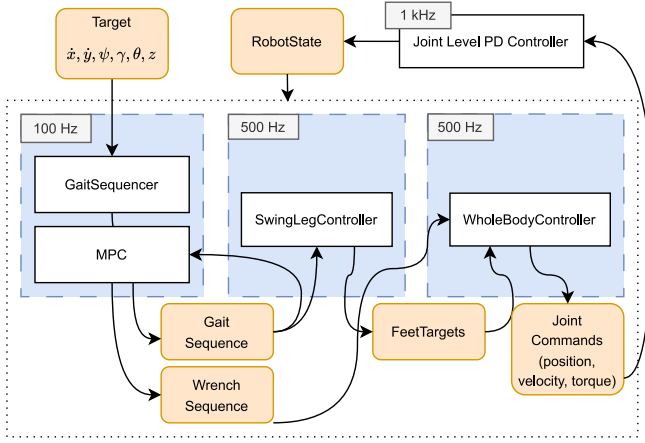 Target
ẋ, ẏ, ψ, γ, θ, z
RobotState
1 kHz
Joint Level PD Controller
100 Hz
500 Hz
500 Hz
GaitSequencer
MPC
SwingLegController
WholeBodyController
Gait
Sequence
Wrench
Sequence
FeetTargets
Joint
Commands
(position,
velocity, torque)